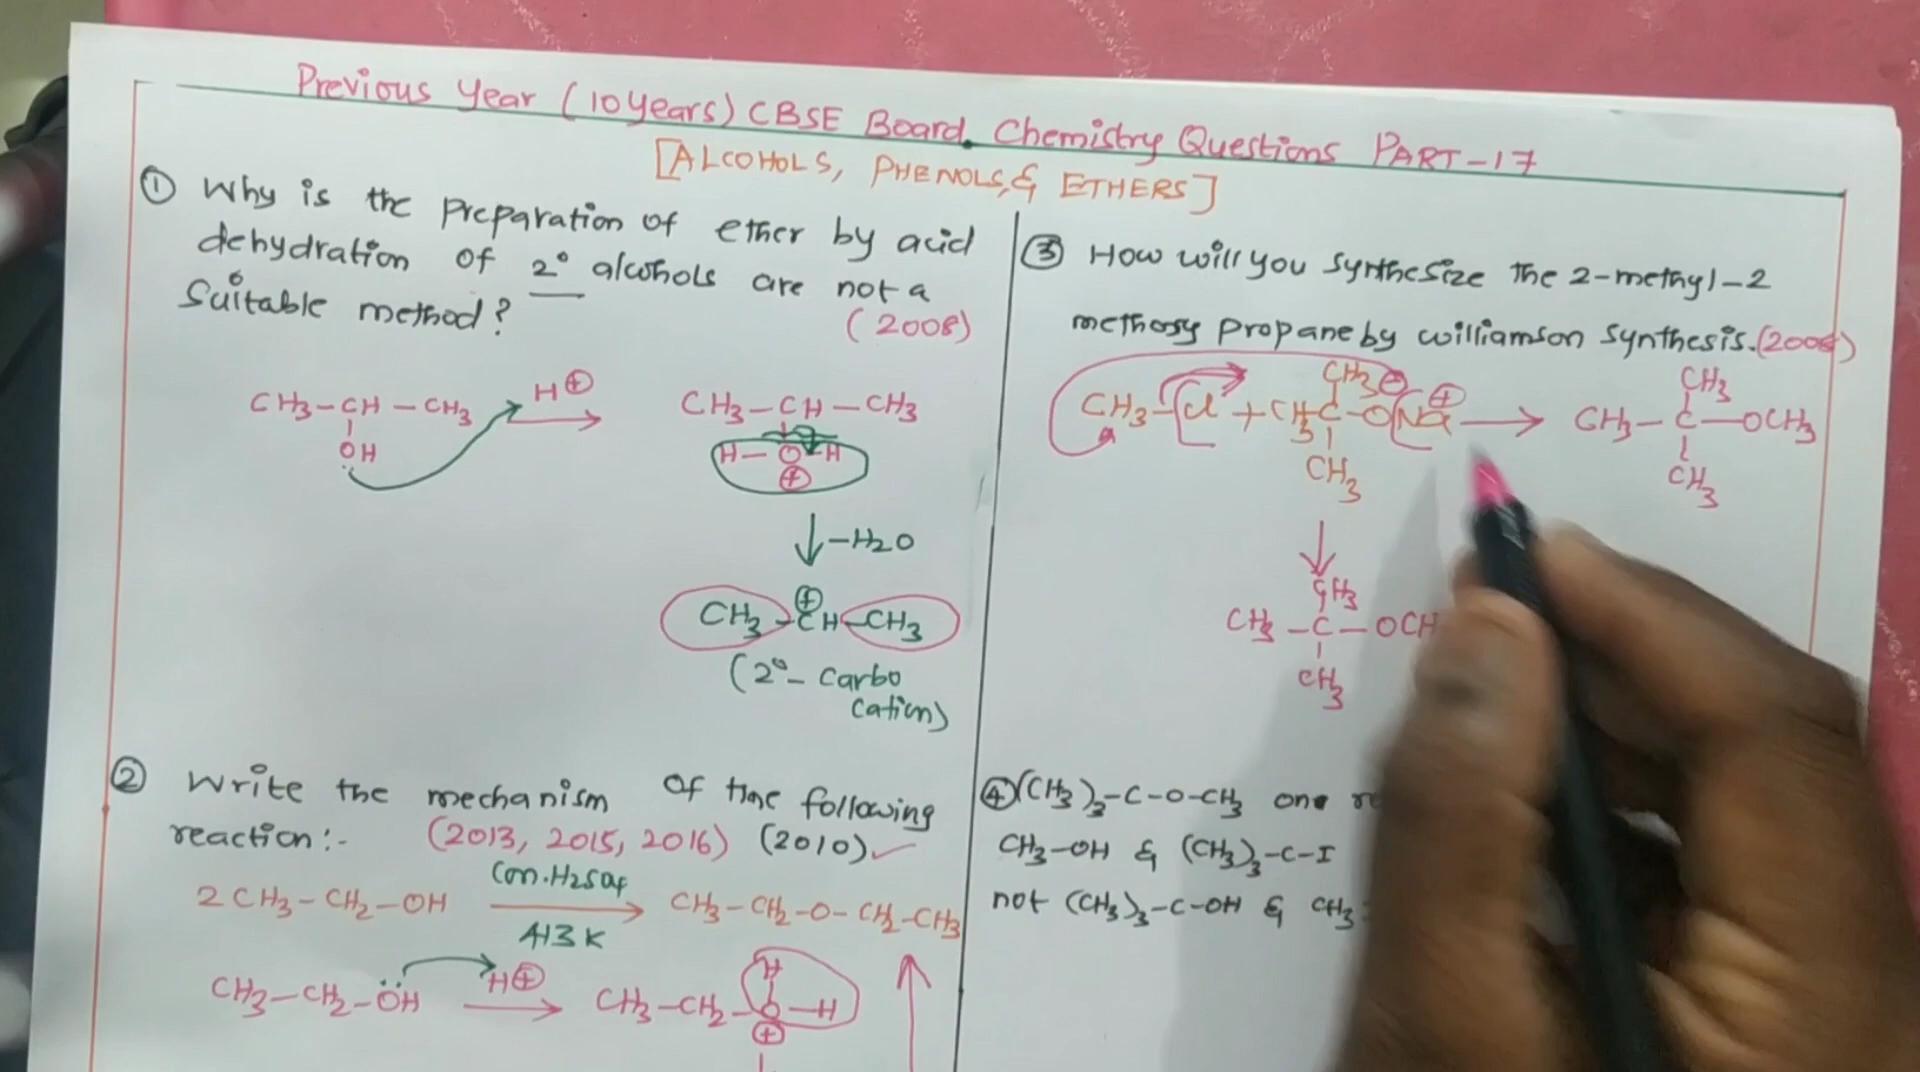 Previous Year (10 years) CBSE Board Chemistry Questions PART-17
[ALCOHOLS, PHENOLS, & ETHERS]
① Why is the preparation of ether by acid
dehydration of 2° alcohols are not a
Suitable method? (2008)
CH3-CH-CH3 H⊕ CH3-CH-CH3
OH H-O-H
⊕
-H2O
CH3-CH-CH3
⊕
(2°- Carbo
cation)
② Write the mechanism of the following
reaction:- (2013, 2015, 2016) (2010)
2CH3-CH2-OH Con.H2SO4 CH3-CH2-O-CH2-CH3
413K
CH3-CH2-ÖH H⊕ CH3-CH2-O-H
H
⊕
③ How will you synthesize the 2-methyl-2
methoxy propane by williamson synthesis.
CH3-Cl + CH3-C-ONa CH3-C-OCH3
CH3 ⊖ ⊕ CH3
CH3 CH3
CH3
CH3-C-OCH
CH3
④ (CH3)3-C-O-CH3 on
CH3-OH & (CH3)3-C-I
not (CH3)3-C-OH & CH3